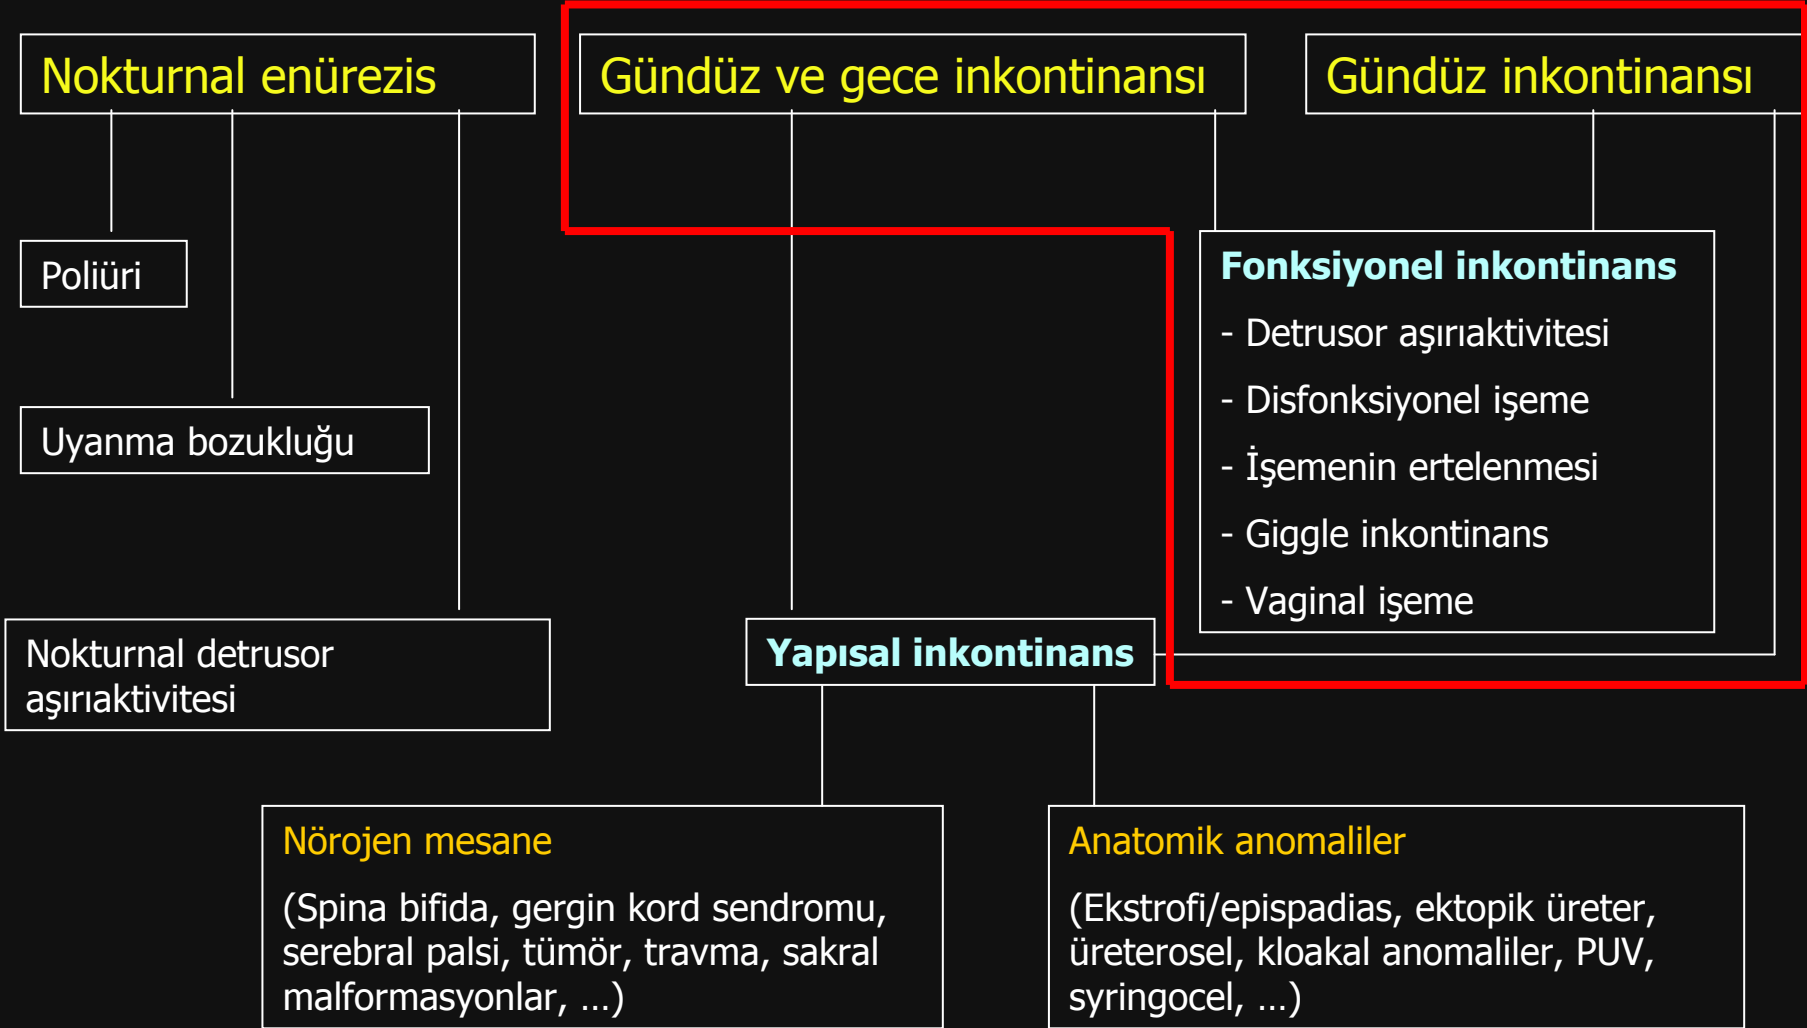 Nokturnal enürezis
Gündüz ve gece inkontinansı
Gündüz inkontinansı
Poliüri
Uyanma bozukluğu
Nokturnal detrusor
aşırıaktivitesi
Fonksiyonel inkontinans
- Detrusor aşırıaktivitesi
- Disfonksiyonel işeme
- İşemenin ertelenmesi
- Giggle inkontinans
- Vaginal işeme
Yapısal inkontinans
Nörojen mesane
(Spina bifida, gergin kord sendromu,
serebral palsi, tümör, travma, sakral
malformasyonlar, …)
Anatomik anomaliler
(Ekstrofi/epispadias, ektopik üreter,
üreterosel, kloakal anomaliler, PUV,
syringocel, …)